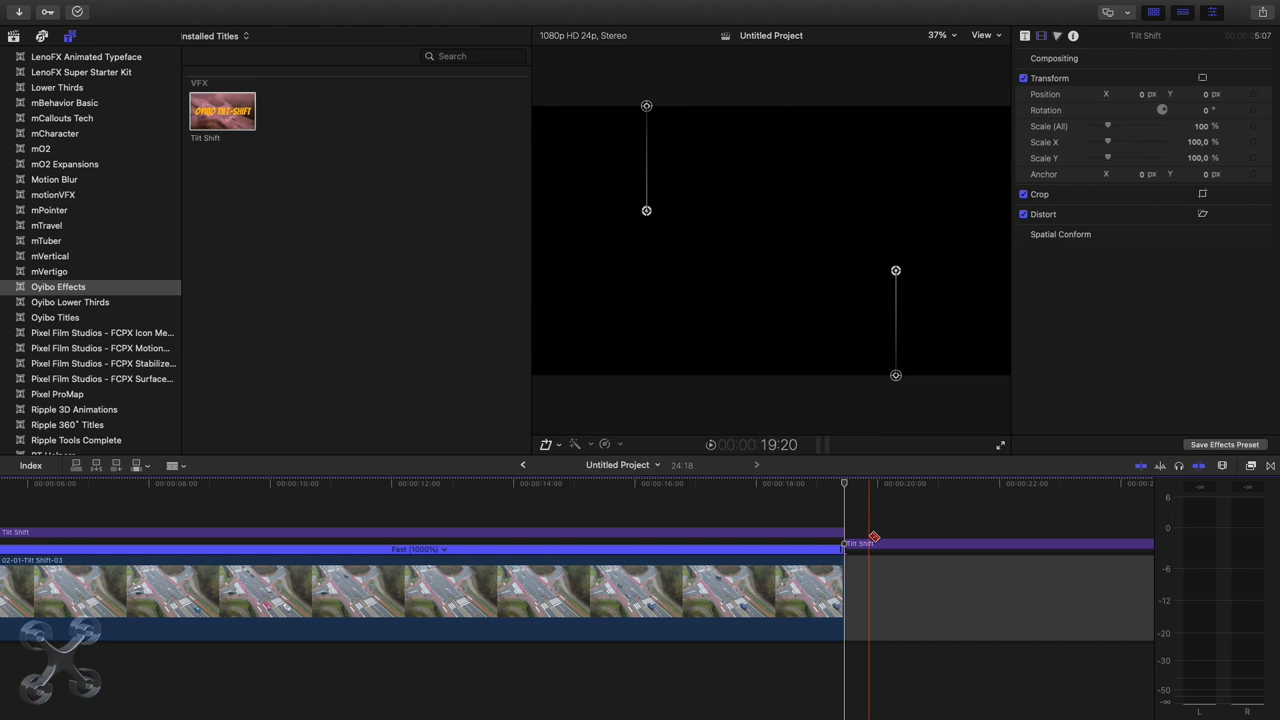 Installed Titles
1080p HD 24p, Stereo
Untitled Project
37%
View
Tilt Shift
00:00:05:07
LenoFX Animated Typeface
LenoFX Super Starter Kit
Lower Thirds
mBehavior Basic
mCallouts Tech
mCharacter
mO2
mO2 Expansions
Motion Blur
motionVFX
mPointer
mTravel
mTuber
mVertical
mVertigo
Oyibo Effects
Oyibo Lower Thirds
Oyibo Titles
Pixel Film Studios - FCPX Icon Me...
Pixel Film Studios - FCPX Motion...
Pixel Film Studios - FCPX Stabilize...
Pixel Film Studios - FCPX Surface...
Pixel ProMap
Ripple 3D Animations
Ripple 360° Titles
Ripple Tools Complete
Search
VFX
OYIBO TILT-SHIFT
Tilt Shift
Compositing
Transform
Position X 0 px Y 0 px
Rotation 0 °
Scale (All) 100 %
Scale X 100,0 %
Scale Y 100,0 %
Anchor X 0 px Y 0 px
Crop
Distort
Spatial Conform
00:00:19:20
Save Effects Preset
Index
Untitled Project
24:18
00:00:06:00
00:00:08:00
00:00:10:00
00:00:12:00
00:00:14:00
00:00:16:00
00:00:18:00
00:00:20:00
00:00:22:00
Tilt Shift
Tilt Shift
Fast (1000%)
02-01-Tilt Shift-03
-∞ -∞
6
0
-6
-12
-20
-30
-50
-∞
L R